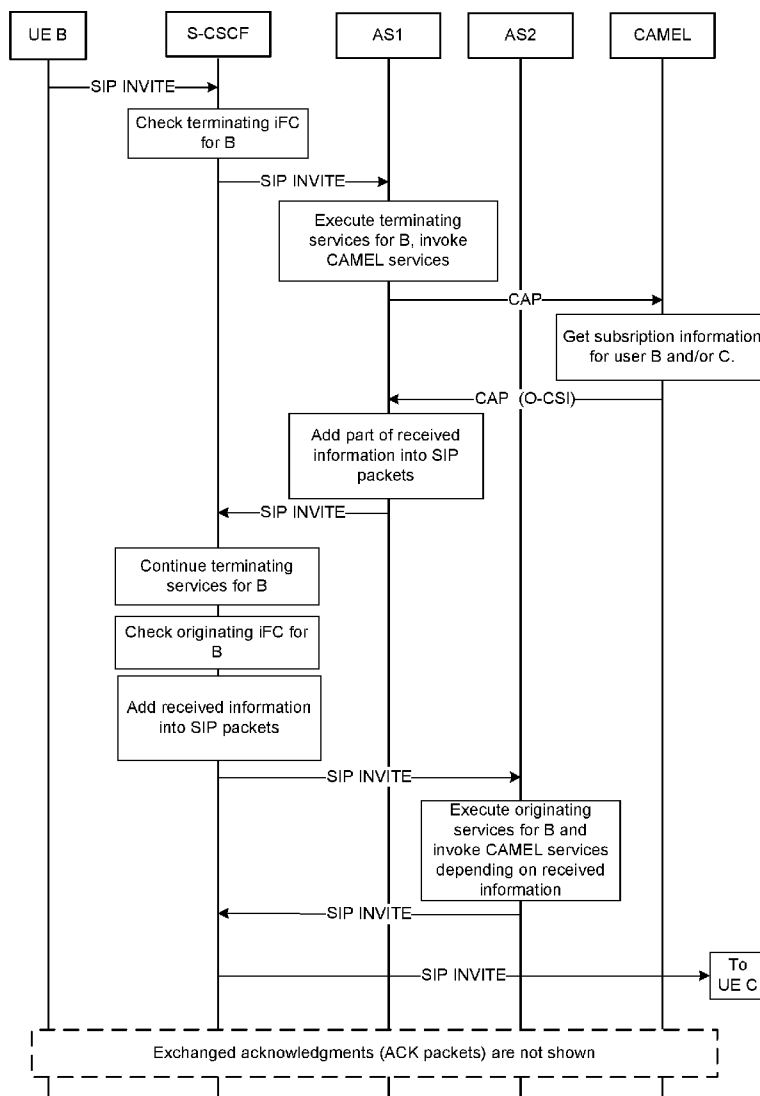 UE B
S-CSCF
AS1
AS2
CAMEL
SIP INVITE
Check terminating iFC
for B
SIP INVITE
Execute terminating
services for B, invoke
CAMEL services
CAP
Get subsription information
for user B and/or C.
CAP (O-CSI)
Add part of received
information into SIP
packets
SIP INVITE
Continue terminating
services for B
Check originating iFC for
B
Add received information
into SIP packets
SIP INVITE
Execute originating
services for B and
invoke CAMEL services
depending on received
information
SIP INVITE
SIP INVITE
To
UE C
Exchanged acknowledgments (ACK packets) are not shown